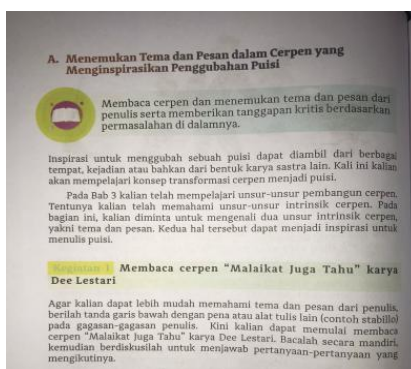 A. Menemukan Tema dan Pesan dalam Cerpen yang
Menginspirasikan Penggubahan Puisi
Membaca cerpen dan menemukan tema dan pesan dari
penulis serta memberikan tanggapan kritis berdasarkan
permasalahan di dalamnya.
Inspirasi untuk menggubah sebuah puisi dapat diambil dari berbagai
tempat, kejadian atau bahkan dari bentuk karya sastra lain. Kali ini kalian
akan mempelajari konsep transformasi cerpen menjadi puisi.
Pada Bab 3 kalian telah mempelajari unsur-unsur pembangun cerpen.
Tentunya kalian telah memahami unsur-unsur intrinsik cerpen. Pada
bagian ini, kalian diminta untuk mengenali dua unsur intrinsik cerpen,
yakni tema dan pesan. Kedua hal tersebut dapat menjadi inspirasi untuk
menulis puisi.
Kegiatan 1 Membaca cerpen “Malaikat Juga Tahu” karya
Dee Lestari
Agar kalian dapat lebih mudah memahami tema dan pesan dari penulis,
berilah tanda garis bawah dengan pena atau alat tulis lain (contoh stabillo)
pada gagasan-gagasan penulis. Kini kalian dapat memulai membaca
cerpen “Malaikat Juga Tahu” karya Dee Lestari. Bacalah secara mandiri,
kemudian berdiskusilah untuk menjawab pertanyaan-pertanyaan yang
mengikutinya.